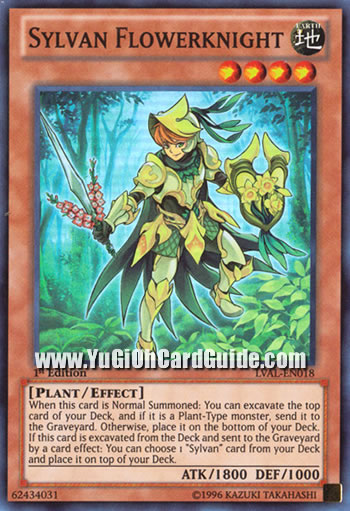 SYLVAN FLOWERKNIGHT
EARTH
地
www.YuGiOhCardGuide.com
1st Edition
LVAL-EN018
[PLANT/EFFECT]
When this card is Normal Summoned: You can excavate the top
card of your Deck, and if it is a Plant-Type monster, send it to
the Graveyard. Otherwise, place it on the bottom of your Deck.
If this card is excavated from the Deck and sent to the Graveyard
by a card effect: You can choose 1 "Sylvan" card from your Deck
and place it on top of your Deck.
ATK/1800 DEF/1000
62434031
©1996 KAZUKI TAKAHASHI